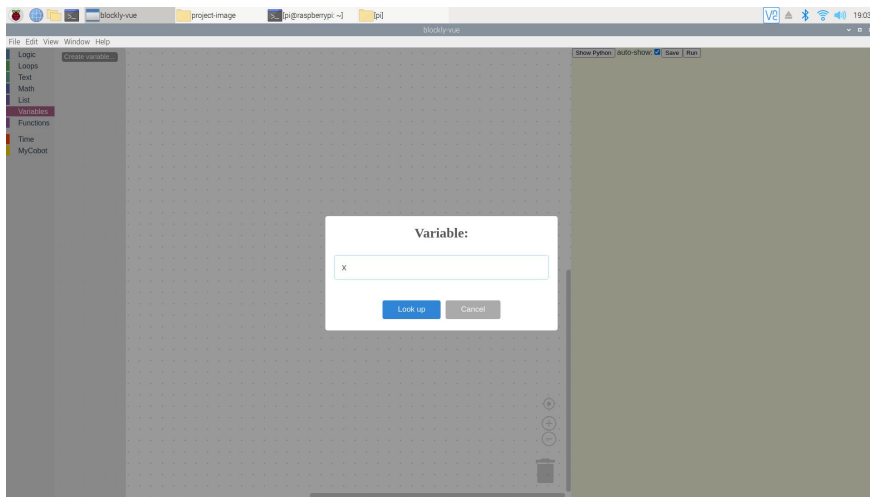 blockly-vue project-image [pi@raspberrypi: ~] [pi] V2 19:03
blockly-vue
File Edit View Window Help
Logic
Create variable...
Loops
Text
Math
List
Variables
Functions
Time
MyCobot
Show Python auto-show: Save Run
Variable:
x
Look up Cancel